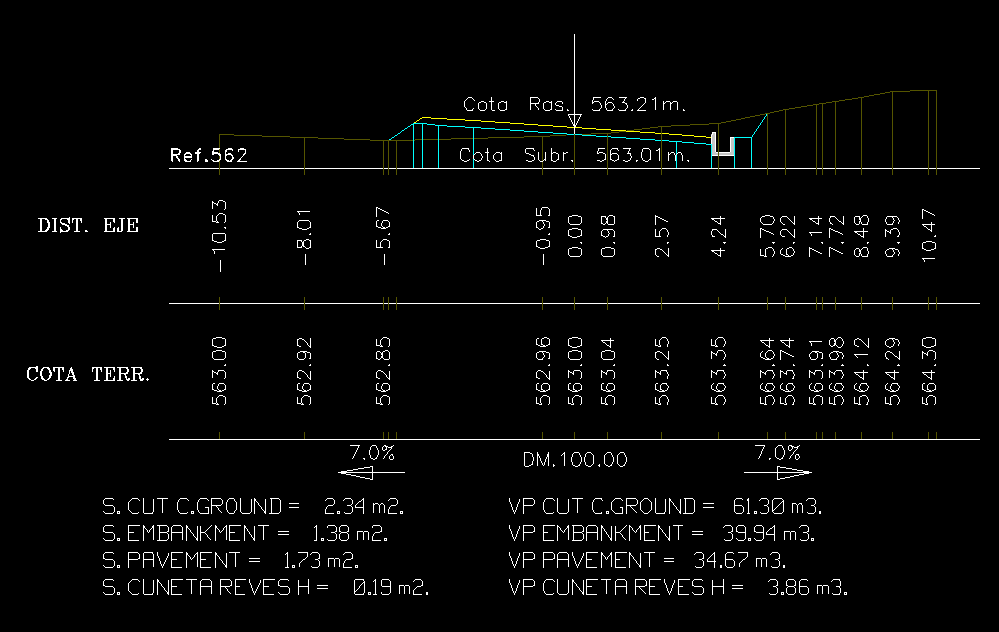 Cota Ras. 563.21m.
Ref.562
Cota Subr. 563.01m.
DIST. EJE
-10.53 -8.01 -5.67 -0.95 0.00 0.98 2.57 4.24 5.70 6.22 7.14 7.72 8.48 9.39 10.47
COTA TERR.
563.00 562.92 562.85 562.96 563.00 563.04 563.25 563.35 563.64 563.74 563.91 563.98 564.12 564.29 564.30
7.0%
DM.100.00
7.0%
S. CUT C.GROUND = 2.34 m2.
S. EMBANKMENT = 1.38 m2.
S. PAVEMENT = 1.73 m2.
S. CUNETA REVES H = 0.19 m2.
VP CUT C.GROUND = 61.30 m3.
VP EMBANKMENT = 39.94 m3.
VP PAVEMENT = 34.67 m3.
VP CUNETA REVES H = 3.86 m3.